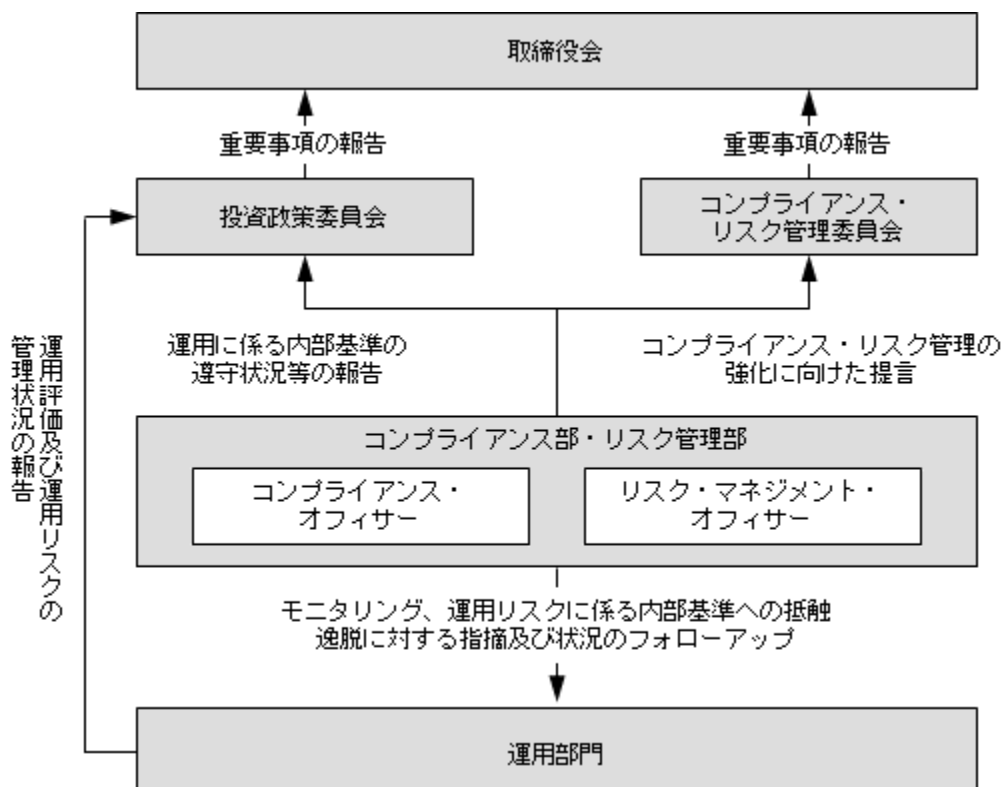 取締役会
重要事項の報告
重要事項の報告
投資政策委員会
コンプライアンス・
リスク管理委員会
運用に係る内部基準の
遵守状況等の報告
コンプライアンス・リスク管理の
強化に向けた提言
運用評価及び運用リスクの
管理状況の報告
コンプライアンス部・リスク管理部
コンプライアンス・
オフィサー
リスク・マネジメント・
オフィサー
モニタリング、運用リスクに係る内部基準への抵触
逸脱に対する指摘及び状況のフォローアップ
運用部門